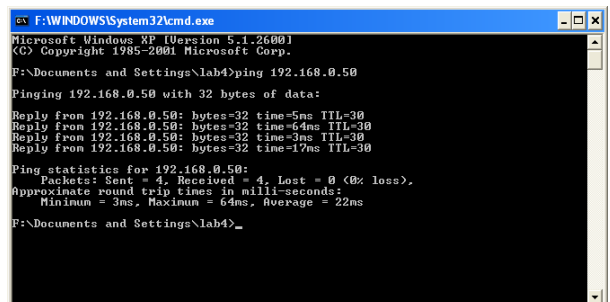 F:\WINDOWS\System32\cmd.exe
Microsoft Windows XP [Version 5.1.2600]
(C) Copyright 1985-2001 Microsoft Corp.
F:\Documents and Settings\lab4>ping 192.168.0.50
Pinging 192.168.0.50 with 32 bytes of data:
Reply from 192.168.0.50: bytes=32 time=5ms TTL=30
Reply from 192.168.0.50: bytes=32 time=64ms TTL=30
Reply from 192.168.0.50: bytes=32 time=3ms TTL=30
Reply from 192.168.0.50: bytes=32 time=17ms TTL=30
Ping statistics for 192.168.0.50:
Packets: Sent = 4, Received = 4, Lost = 0 (0% loss),
Approximate round trip times in milli-seconds:
Minimum = 3ms, Maximum = 64ms, Average = 22ms
F:\Documents and Settings\lab4>_